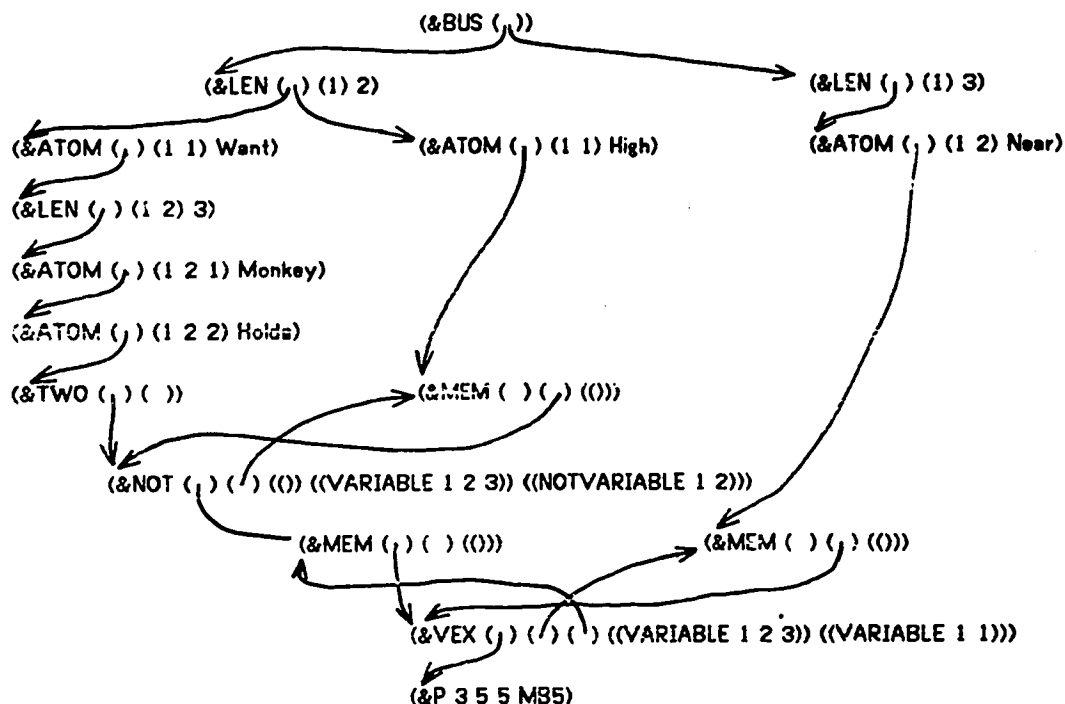 (&BUS (,))
(&LEN (,) (1) 2) (&LEN (,) (1) 3)
(&ATOM (,) (1 1) Want) (&ATOM (,) (1 1) High) (&ATOM (,) (1 2) Near)
(&LEN (,) (1 2) 3)
(&ATOM (,) (1 2 1) Monkey)
(&ATOM (,) (1 2 2) Holds)
(&TWO (,) ( )) (&MEM ( ) (,) (()))
(&NOT (,) (,) (()) ((VARIABLE 1 2 3)) ((NOTVARIABLE 1 2)))
(&MEM (,) ( ) (())) (&MEM ( ) (,) (()))
(&VEX (,) (,) (,) ((VARIABLE 1 2 3)) ((VARIABLE 1 1)))
(&P 3 5 5 MB5)